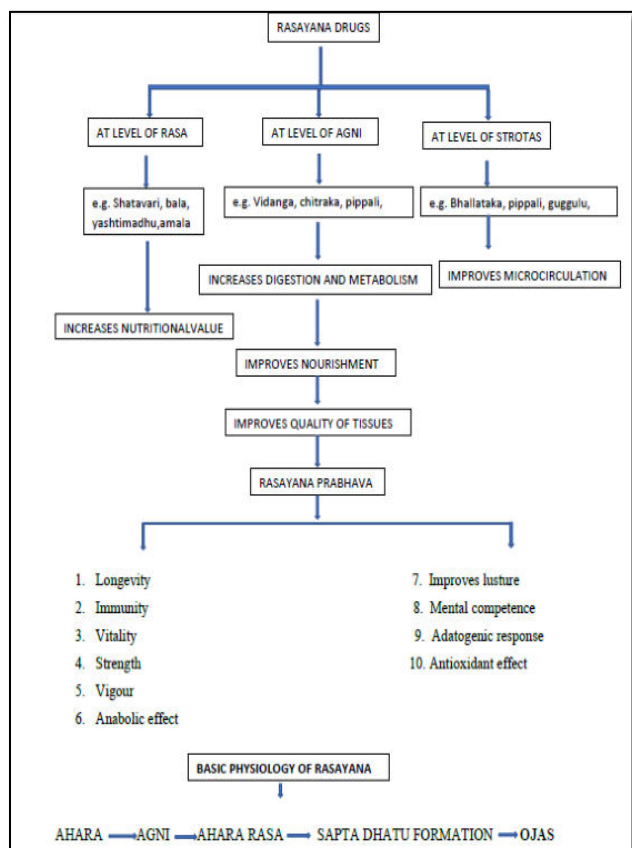 RASAYANA DRUGS
AT LEVEL OF RASA
AT LEVEL OF AGNI
AT LEVEL OF STROTAS
e.g. Shatavari, bala,
yashtimadhu,amala
e.g. Vidanga, chitraka, pippali,
e.g. Bhallataka, pippali, guggulu,
INCREASES DIGESTION AND METABOLISM
IMPROVES MICROCIRCULATION
INCREASES NUTRITIONALVALUE
IMPROVES NOURISHMENT
IMPROVES QUALITY OF TISSUES
RASAYANA PRABHAVA
1. Longevity
2. Immunity
3. Vitality
4. Strength
5. Vigour
6. Anabolic effect
7. Improves lusture
8. Mental competence
9. Adatogenic response
10. Antioxidant effect
BASIC PHYSIOLOGY OF RASAYANA
AHARA AGNI AHARA RASA SAPTA DHATU FORMATION OJAS